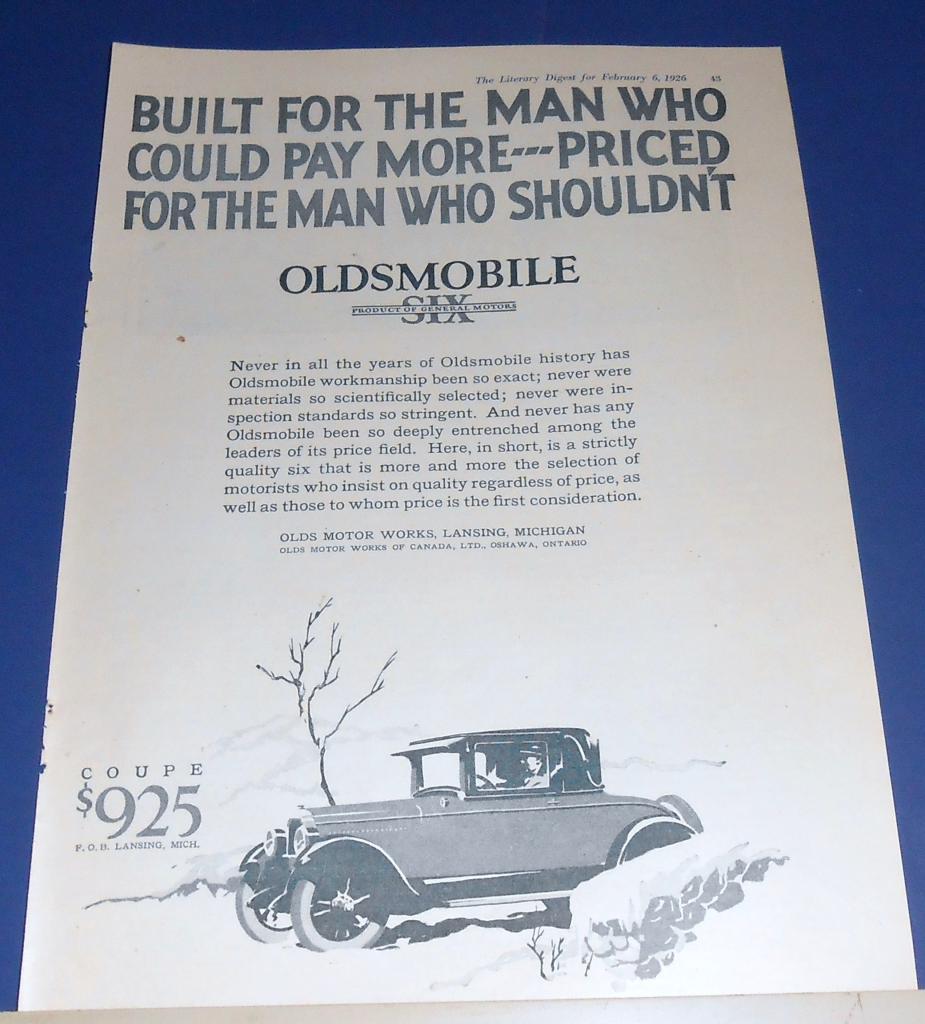 The Literary Digest for February 6, 1926 43
BUILT FOR THE MAN WHO
COULD PAY MORE---PRICED
FOR THE MAN WHO SHOULDN'T
OLDSMOBILE
SIX
PRODUCT OF GENERAL MOTORS
Never in all the years of Oldsmobile history has
Oldsmobile workmanship been so exact; never were
materials so scientifically selected; never were in-
spection standards so stringent. And never has any
Oldsmobile been so deeply entrenched among the
leaders of its price field. Here, in short, is a strictly
quality six that is more and more the selection of
motorists who insist on quality regardless of price, as
well as those to whom price is the first consideration.
OLDS MOTOR WORKS, LANSING, MICHIGAN
OLDS MOTOR WORKS OF CANADA, LTD., OSHAWA, ONTARIO
COUPE
$925
F.O.B. LANSING, MICH.